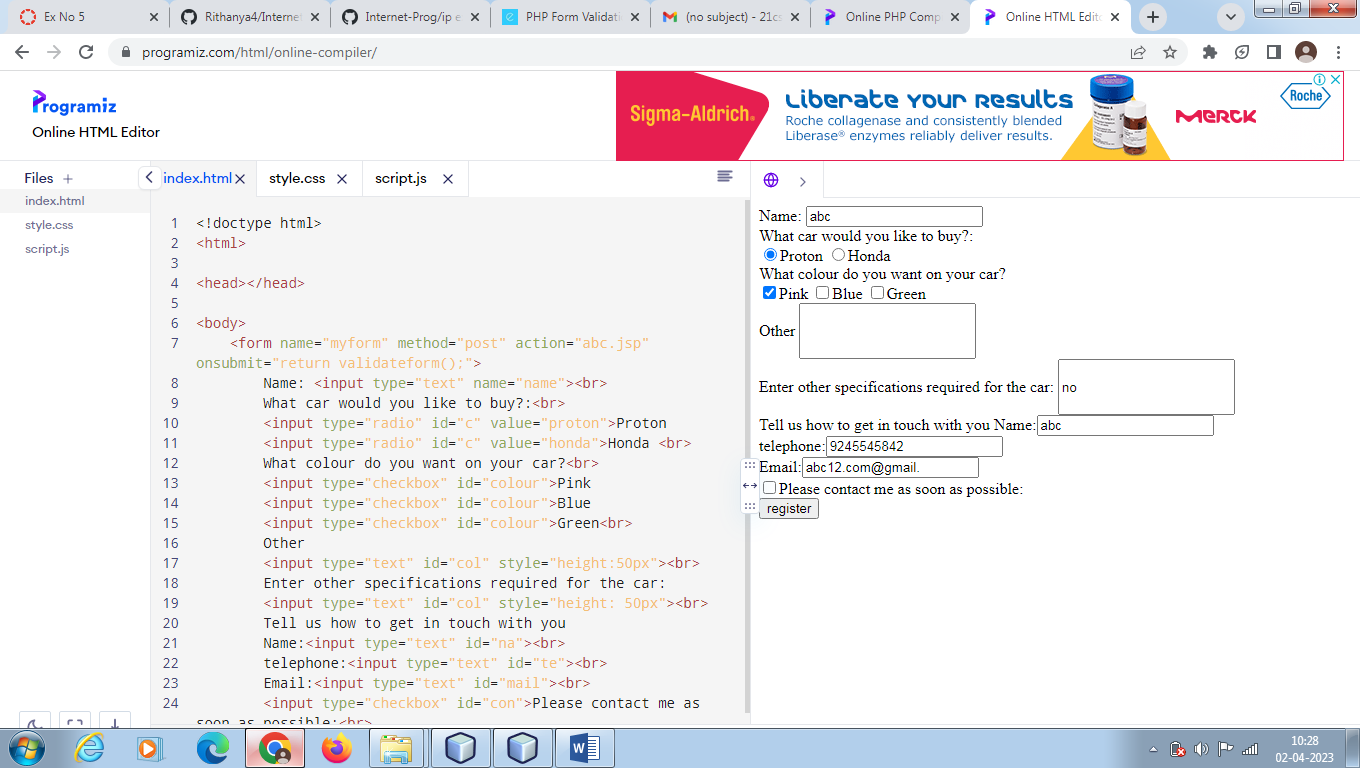 Ex No 5
Rithanya4/Internet
Internet-Prog/ip e
PHP Form Validati
(no subject) - 21cs
Online PHP Comp
Online HTML Edit
programiz.com/html/online-compiler/
Programiz
Online HTML Editor
Sigma-Aldrich®
Liberate your results
Roche collagenase and consistently blended
Liberase® enzymes reliably deliver results.
MERCK
Roche
Files +
index.html
style.css
script.js
index.html
style.css
script.js
1 <!doctype html>
2 <html>
3
4 <head></head>
5
6 <body>
7 <form name="myform" method="post" action="abc.jsp"
onsubmit="return validateform();">
8 Name: <input type="text" name="name"><br>
9 What car would you like to buy?:<br>
10 <input type="radio" id="c" value="proton">Proton
11 <input type="radio" id="c" value="honda">Honda <br>
12 What colour do you want on your car?<br>
13 <input type="checkbox" id="colour">Pink
14 <input type="checkbox" id="colour">Blue
15 <input type="checkbox" id="colour">Green<br>
16 Other
17 <input type="text" id="col" style="height:50px"><br>
18 Enter other specifications required for the car:
19 <input type="text" id="col" style="height: 50px"><br>
20 Tell us how to get in touch with you
21 Name:<input type="text" id="na"><br>
22 telephone:<input type="text" id="te"><br>
23 Email:<input type="text" id="mail"><br>
24 <input type="checkbox" id="con">Please contact me as
soon as possible:<br>
Name: abc
What car would you like to buy?:
Proton Honda
What colour do you want on your car?
Pink Blue Green
Other
Enter other specifications required for the car: no
Tell us how to get in touch with you Name: abc
telephone: 9245545842
Email: abc12.com@gmail.
Please contact me as soon as possible:
register
10:28
02-04-2023